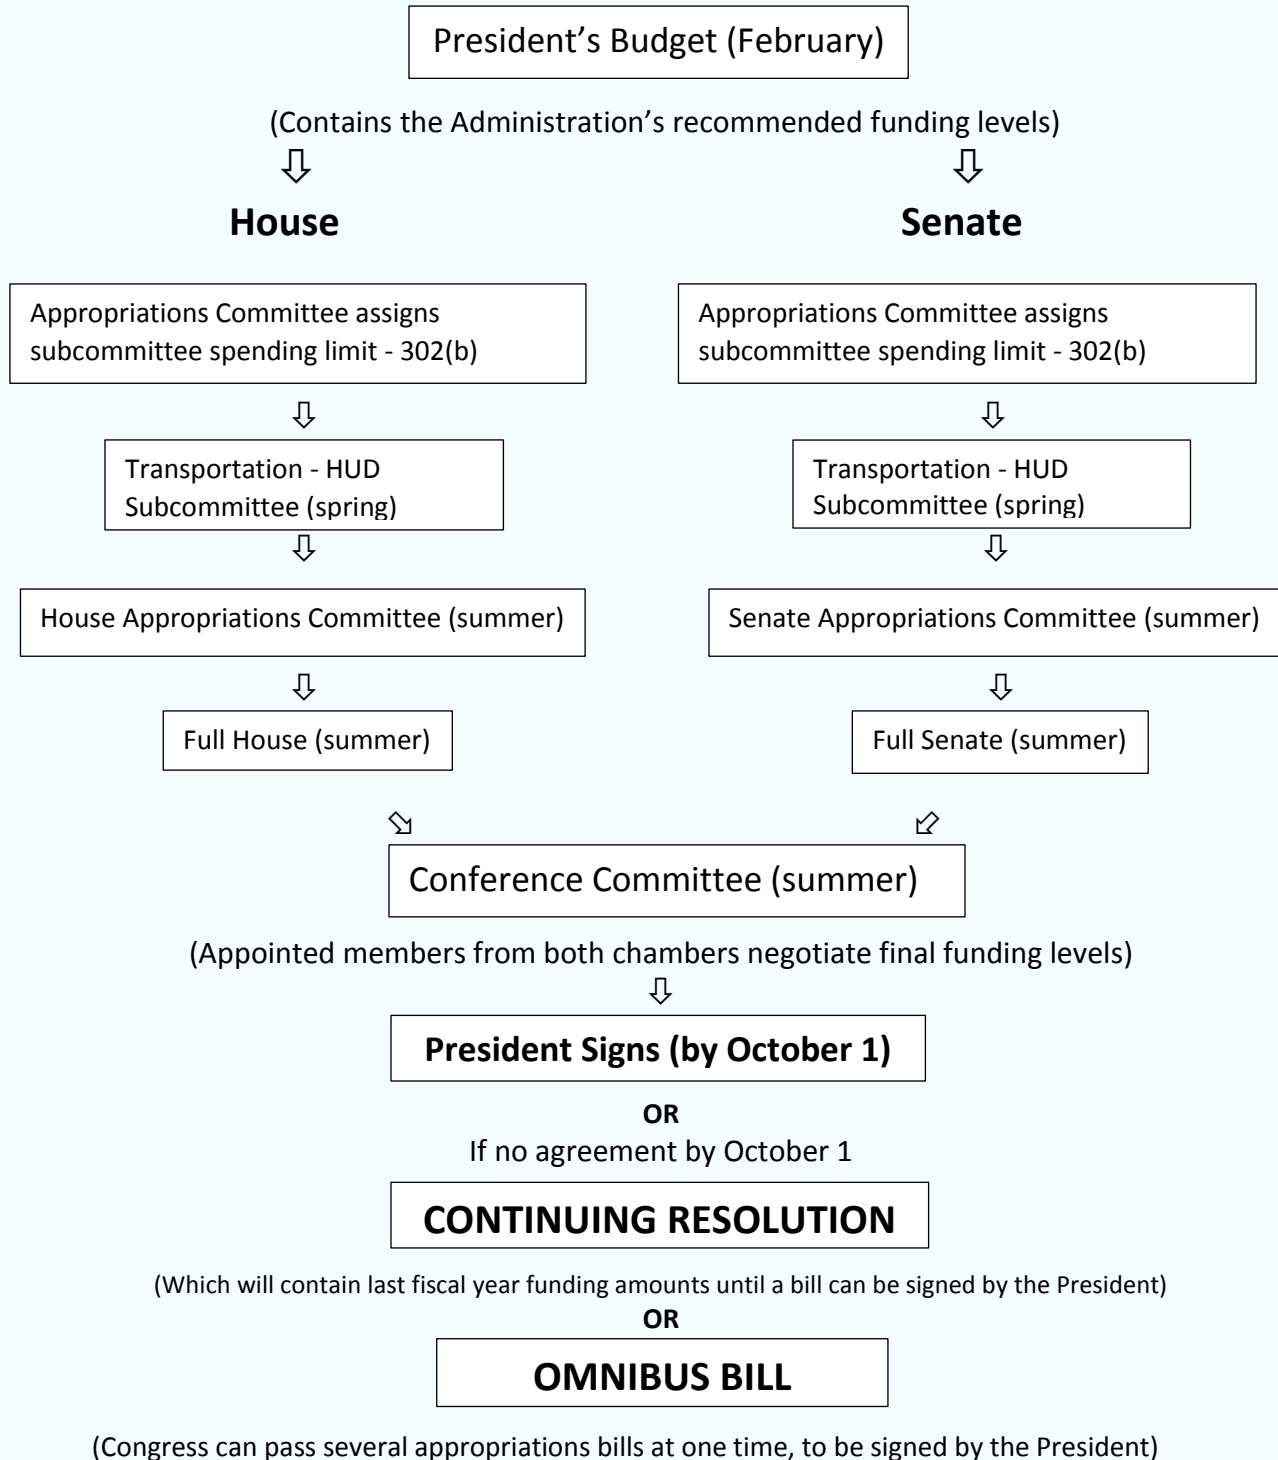 President’s Budget (February)
(Contains the Administration’s recommended funding levels)
House
Senate
Appropriations Committee assigns
subcommittee spending limit - 302(b)
Appropriations Committee assigns
subcommittee spending limit - 302(b)
Transportation - HUD
Subcommittee (spring)
Transportation - HUD
Subcommittee (spring)
House Appropriations Committee (summer)
Senate Appropriations Committee (summer)
Full House (summer)
Full Senate (summer)
Conference Committee (summer)
(Appointed members from both chambers negotiate final funding levels)
President Signs (by October 1)
OR
If no agreement by October 1
CONTINUING RESOLUTION
(Which will contain last fiscal year funding amounts until a bill can be signed by the President)
OR
OMNIBUS BILL
(Congress can pass several appropriations bills at one time, to be signed by the President)